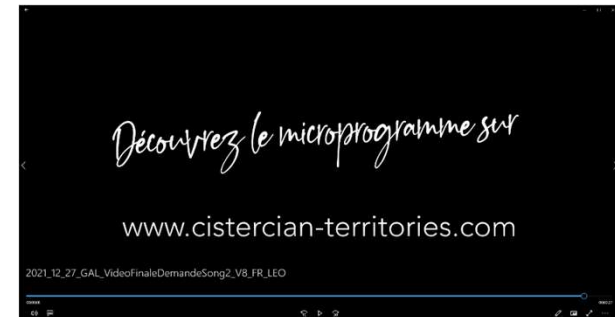 Découvrez le microprogramme sur
www.cistercian-territories.com
2021_12_27_GAL_VideoFinaleDemandeSong2_V8_FR_LEO